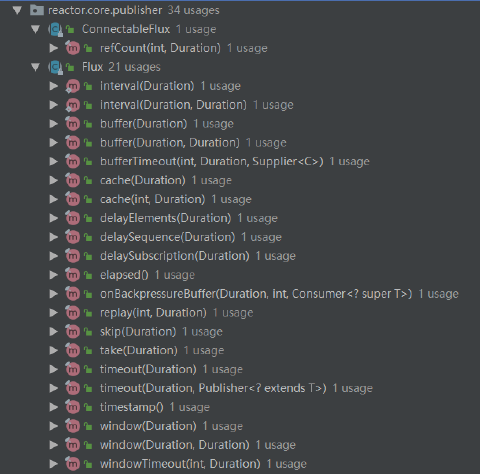 reactor.core.publisher 34 usages
ConnectableFlux 1 usage
refCount(int, Duration) 1 usage
Flux 21 usages
interval(Duration) 1 usage
interval(Duration, Duration) 1 usage
buffer(Duration) 1 usage
buffer(Duration, Duration) 1 usage
bufferTimeout(int, Duration, Supplier<C>) 1 usage
cache(Duration) 1 usage
cache(int, Duration) 1 usage
delayElements(Duration) 1 usage
delaySequence(Duration) 1 usage
delaySubscription(Duration) 1 usage
elapsed() 1 usage
onBackpressureBuffer(Duration, int, Consumer<? super T>) 1 usage
replay(int, Duration) 1 usage
skip(Duration) 1 usage
take(Duration) 1 usage
timeout(Duration) 1 usage
timeout(Duration, Publisher<? extends T>) 1 usage
timestamp() 1 usage
window(Duration) 1 usage
window(Duration, Duration) 1 usage
windowTimeout(int, Duration) 1 usage